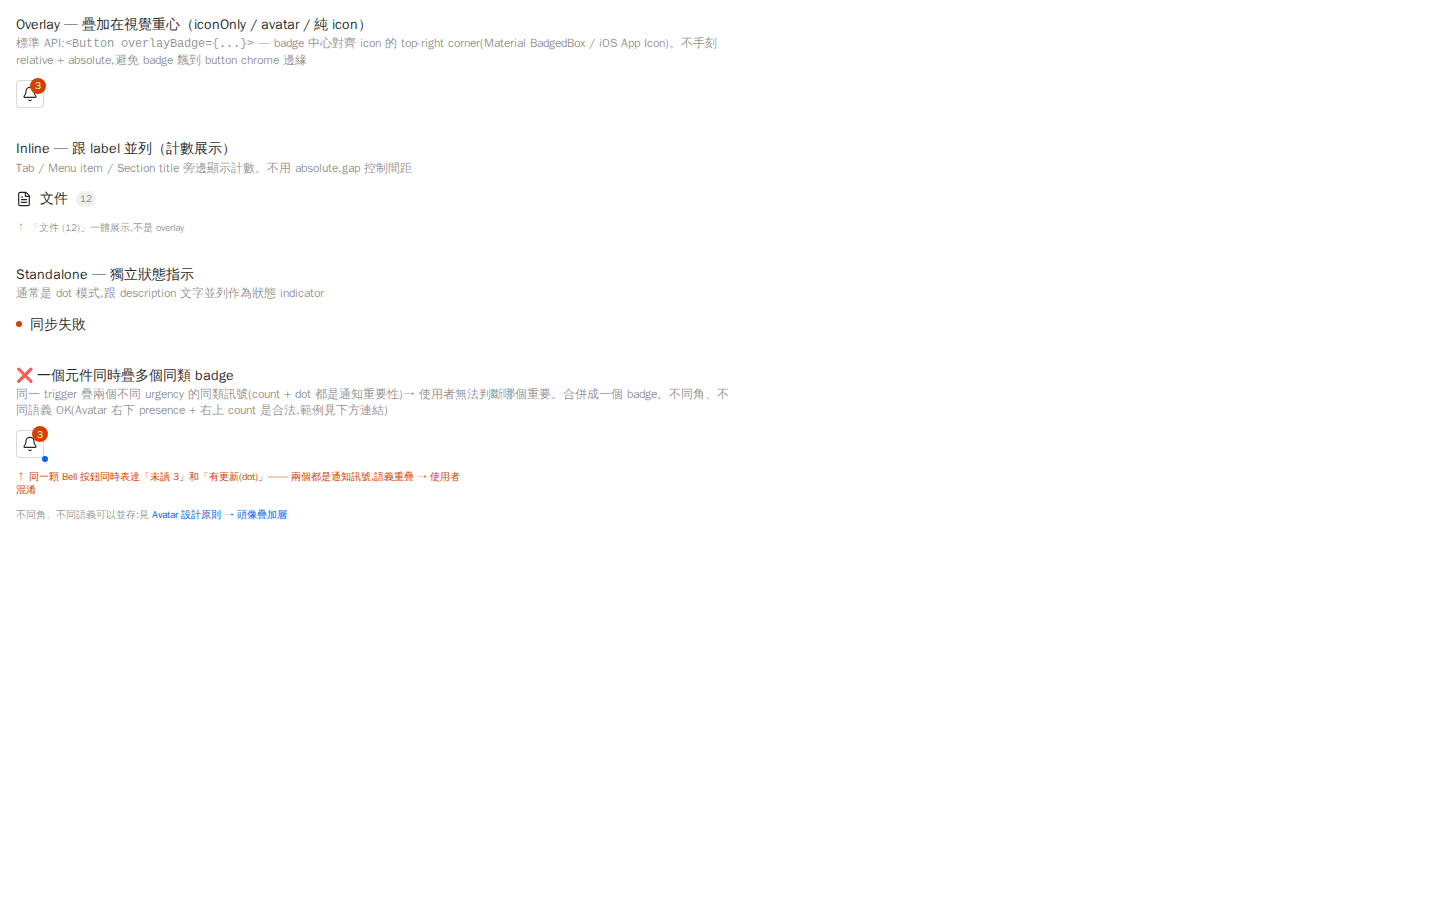 Overlay — 疊加在視覺重心（iconOnly / avatar / 純 icon）
標準 API:<Button overlayBadge={...}> — badge 中心對齊 icon 的 top-right corner(Material BadgedBox / iOS App Icon)。不手刻
relative + absolute,避免 badge 飄到 button chrome 邊緣
3
Inline — 跟 label 並列（計數展示）
Tab / Menu item / Section title 旁邊顯示計數。不用 absolute,gap 控制間距
文件 12
↑ 「文件 (12)」一體展示,不是 overlay
Standalone — 獨立狀態指示
通常是 dot 模式,跟 description 文字並列作為狀態 indicator
同步失敗
❌ 一個元件同時疊多個同類 badge
同一 trigger 疊兩個不同 urgency 的同類訊號(count + dot 都是通知重要性)→ 使用者無法判斷哪個重要。合併成一個 badge。不同角、不
同語義 OK(Avatar 右下 presence + 右上 count 是合法,範例見下方連結)
3
↑ 同一顆 Bell 按鈕同時表達「未讀 3」和「有更新(dot)」—— 兩個都是通知訊號,語義重疊 → 使用者
混淆
不同角、不同語義可以並存:見 Avatar 設計原則 → 頭像疊加層